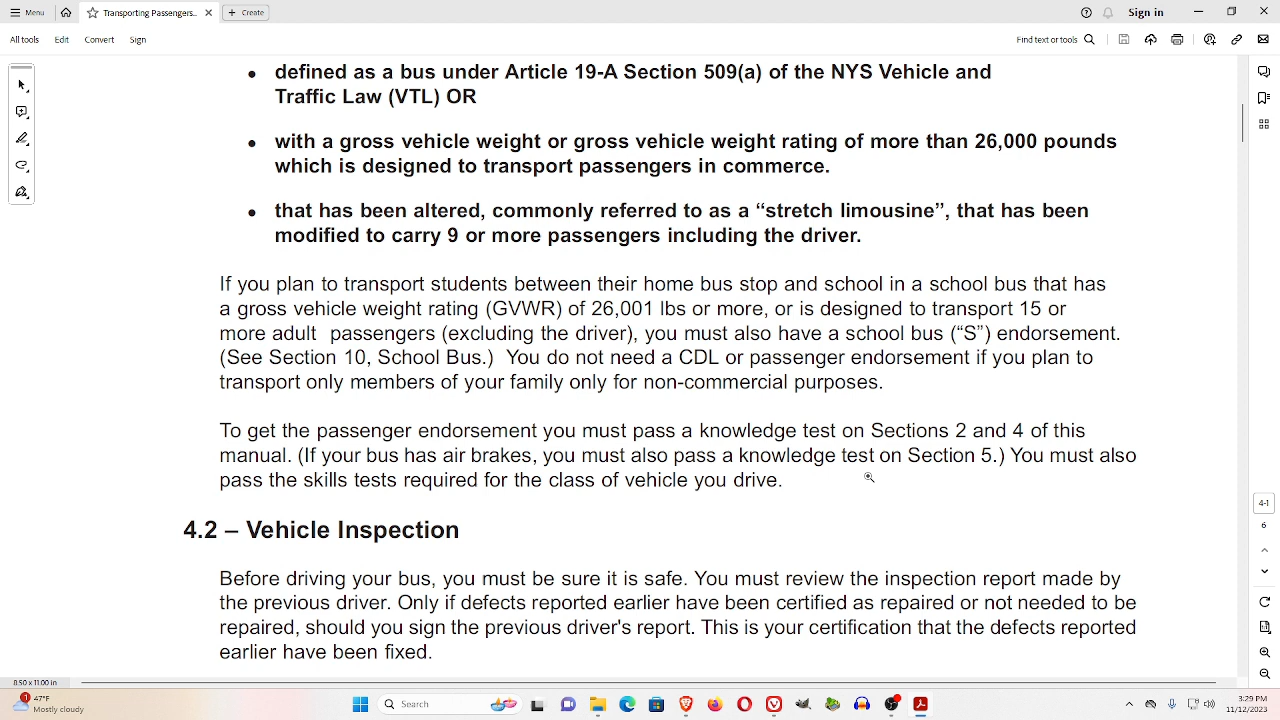 Menu
Transporting Passengers...
Create
Sign in
All tools
Edit
Convert
Sign
Find text or tools
• defined as a bus under Article 19-A Section 509(a) of the NYS Vehicle and
Traffic Law (VTL) OR
• with a gross vehicle weight or gross vehicle weight rating of more than 26,000 pounds
which is designed to transport passengers in commerce.
• that has been altered, commonly referred to as a “stretch limousine”, that has been
modified to carry 9 or more passengers including the driver.
If you plan to transport students between their home bus stop and school in a school bus that has
a gross vehicle weight rating (GVWR) of 26,001 lbs or more, or is designed to transport 15 or
more adult passengers (excluding the driver), you must also have a school bus (“S”) endorsement.
(See Section 10, School Bus.) You do not need a CDL or passenger endorsement if you plan to
transport only members of your family only for non-commercial purposes.
To get the passenger endorsement you must pass a knowledge test on Sections 2 and 4 of this
manual. (If your bus has air brakes, you must also pass a knowledge test on Section 5.) You must also
pass the skills tests required for the class of vehicle you drive.
4.2 – Vehicle Inspection
Before driving your bus, you must be sure it is safe. You must review the inspection report made by
the previous driver. Only if defects reported earlier have been certified as repaired or not needed to be
repaired, should you sign the previous driver's report. This is your certification that the defects reported
earlier have been fixed.
4-1
6
8.50 x 11.00 in
1
47°F
Mostly cloudy
Search
3:29 PM
11/12/2023